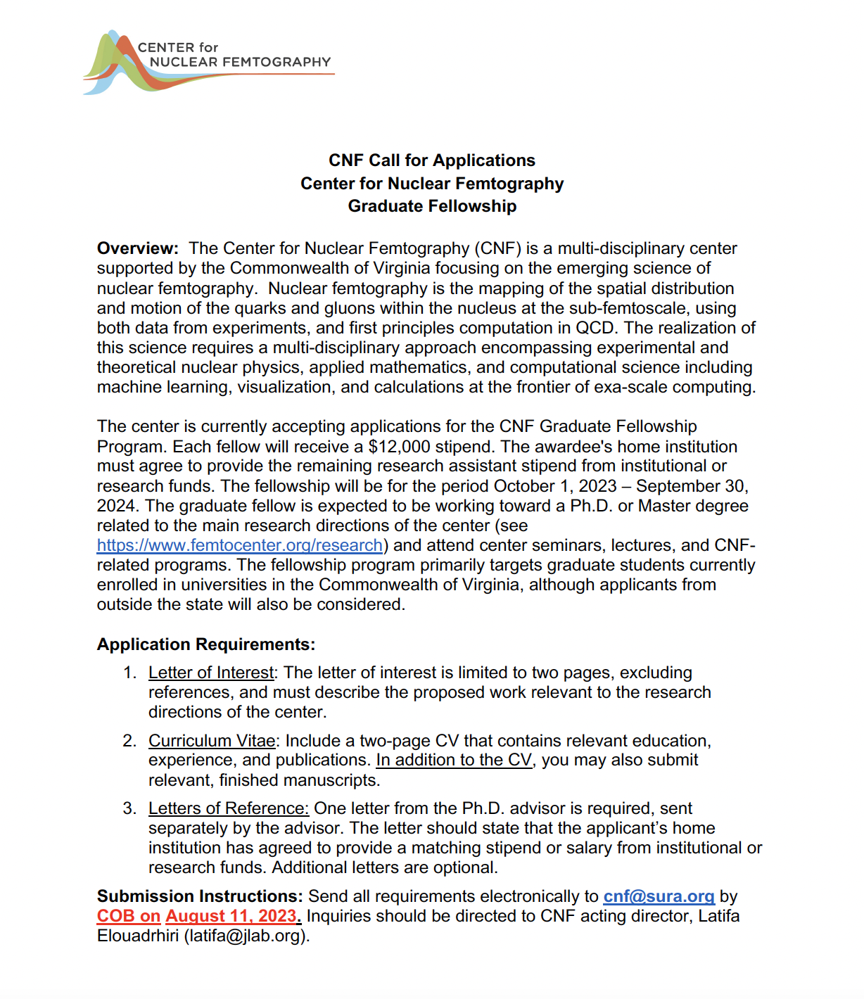 CENTER for
NUCLEAR FEMTOGRAPHY
CNF Call for Applications
Center for Nuclear Femtography
Graduate Fellowship
Overview:  The Center for Nuclear Femtography (CNF) is a multi-disciplinary center
supported by the Commonwealth of Virginia focusing on the emerging science of
nuclear femtography.  Nuclear femtography is the mapping of the spatial distribution
and motion of the quarks and gluons within the nucleus at the sub-femtoscale, using
both data from experiments, and first principles computation in QCD. The realization of
this science requires a multi-disciplinary approach encompassing experimental and
theoretical nuclear physics, applied mathematics, and computational science including
machine learning, visualization, and calculations at the frontier of exa-scale computing.
The center is currently accepting applications for the CNF Graduate Fellowship
Program. Each fellow will receive a $12,000 stipend. The awardee's home institution
must agree to provide the remaining research assistant stipend from institutional or
research funds. The fellowship will be for the period October 1, 2023 – September 30,
2024. The graduate fellow is expected to be working toward a Ph.D. or Master degree
related to the main research directions of the center (see
https://www.femtocenter.org/research) and attend center seminars, lectures, and CNF-
related programs. The fellowship program primarily targets graduate students currently
enrolled in universities in the Commonwealth of Virginia, although applicants from
outside the state will also be considered.
Application Requirements:
1. Letter of Interest: The letter of interest is limited to two pages, excluding
references, and must describe the proposed work relevant to the research
directions of the center.
2. Curriculum Vitae: Include a two-page CV that contains relevant education,
experience, and publications. In addition to the CV, you may also submit
relevant, finished manuscripts.
3. Letters of Reference: One letter from the Ph.D. advisor is required, sent
separately by the advisor. The letter should state that the applicant’s home
institution has agreed to provide a matching stipend or salary from institutional or
research funds. Additional letters are optional.
Submission Instructions: Send all requirements electronically to cnf@sura.org by
COB on August 11, 2023. Inquiries should be directed to CNF acting director, Latifa
Elouadrhiri (latifa@jlab.org).